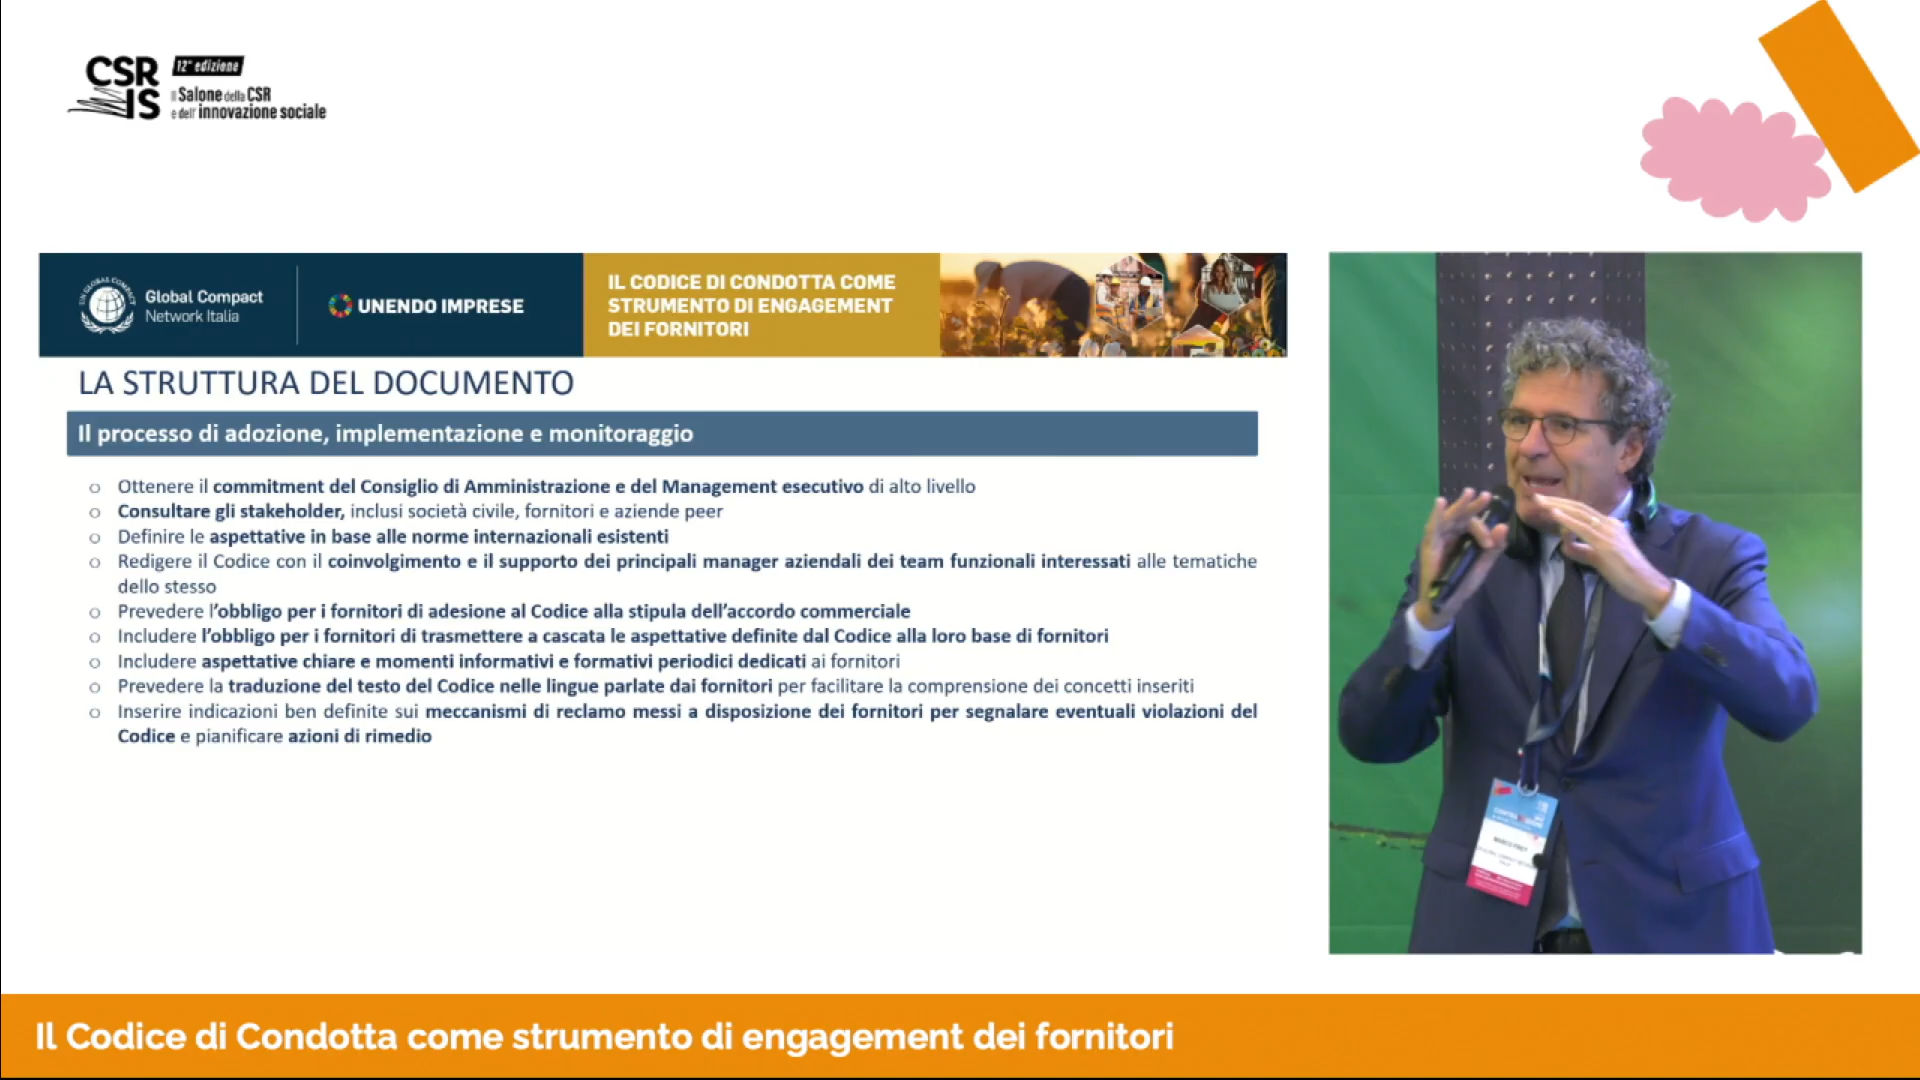 CSR
IS
12ª edizione
Il Salone della CSR
e dell'innovazione sociale
Global Compact
Network Italia
UNENDO IMPRESE
IL CODICE DI CONDOTTA COME
STRUMENTO DI ENGAGEMENT
DEI FORNITORI
LA STRUTTURA DEL DOCUMENTO
Il processo di adozione, implementazione e monitoraggio
o Ottenere il commitment del Consiglio di Amministrazione e del Management esecutivo di alto livello
o Consultare gli stakeholder, inclusi società civile, fornitori e aziende peer
o Definire le aspettative in base alle norme internazionali esistenti
o Redigere il Codice con il coinvolgimento e il supporto dei principali manager aziendali dei team funzionali interessati alle tematiche
dello stesso
o Prevedere l'obbligo per i fornitori di adesione al Codice alla stipula dell'accordo commerciale
o Includere l'obbligo per i fornitori di trasmettere a cascata le aspettative definite dal Codice alla loro base di fornitori
o Includere aspettative chiare e momenti informativi e formativi periodici dedicati ai fornitori
o Prevedere la traduzione del testo del Codice nelle lingue parlate dai fornitori per facilitare la comprensione dei concetti inseriti
o Inserire indicazioni ben definite sui meccanismi di reclamo messi a disposizione dei fornitori per segnalare eventuali violazioni del
Codice e pianificare azioni di rimedio
MARCO FREY
Il Codice di Condotta come strumento di engagement dei fornitori